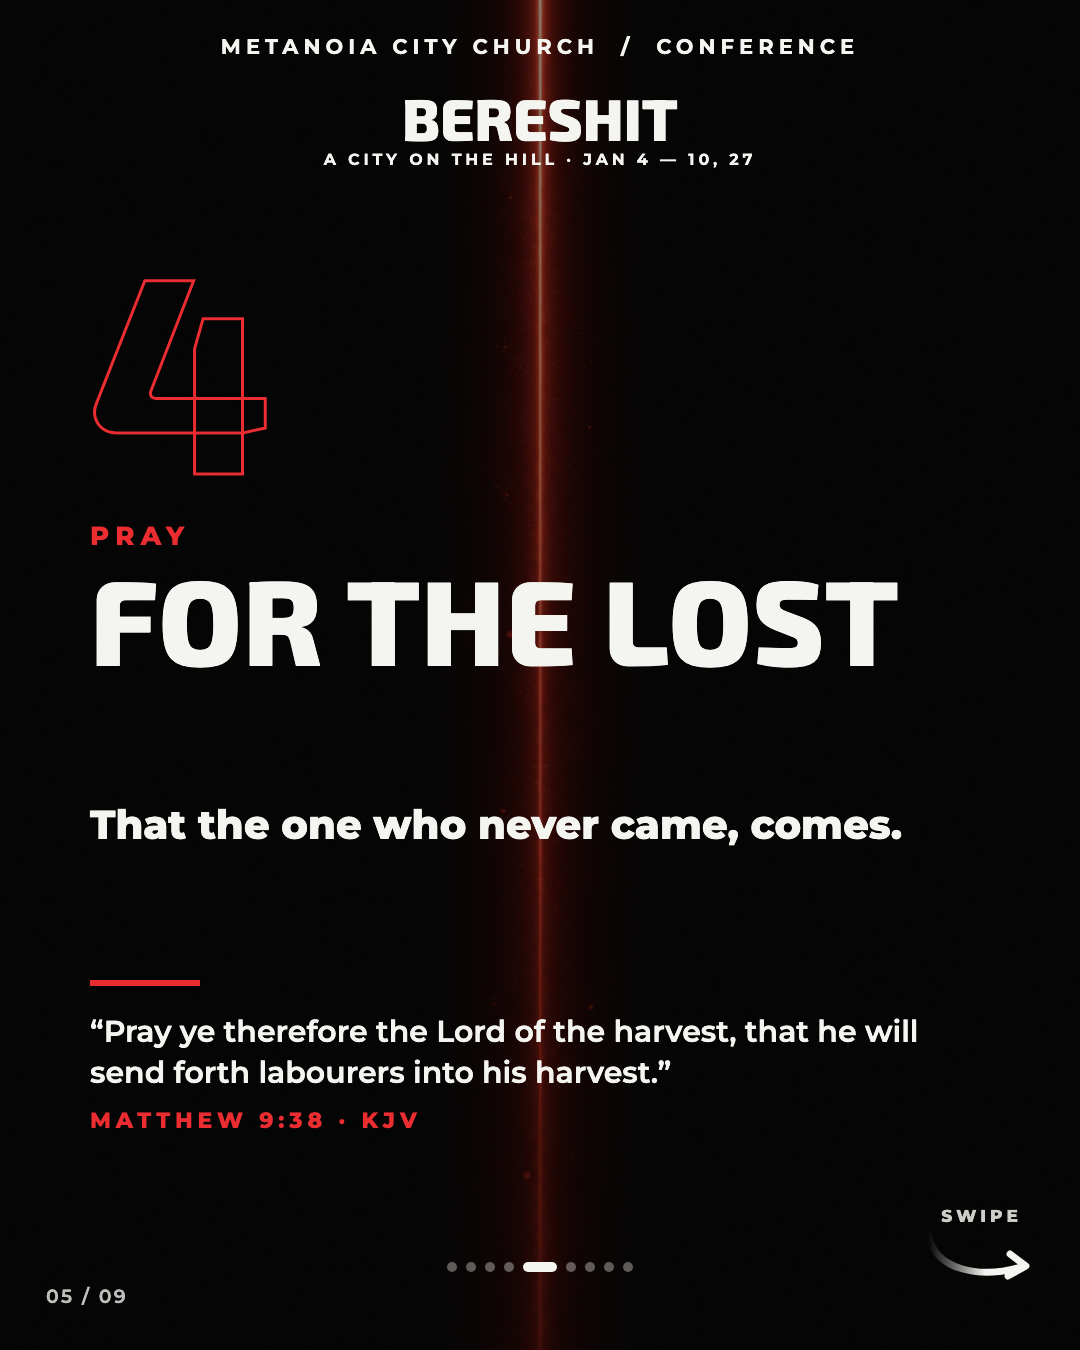 METANOIA CITY CHURCH / CONFERENCE
BERESHIT
A CITY ON THE HILL · JAN 4 — 10, 27
4
PRAY
FOR THE LOST
That the one who never came, comes.
“Pray ye therefore the Lord of the harvest, that he will
send forth labourers into his harvest.”
MATTHEW 9:38 · KJV
SWIPE
05 / 09